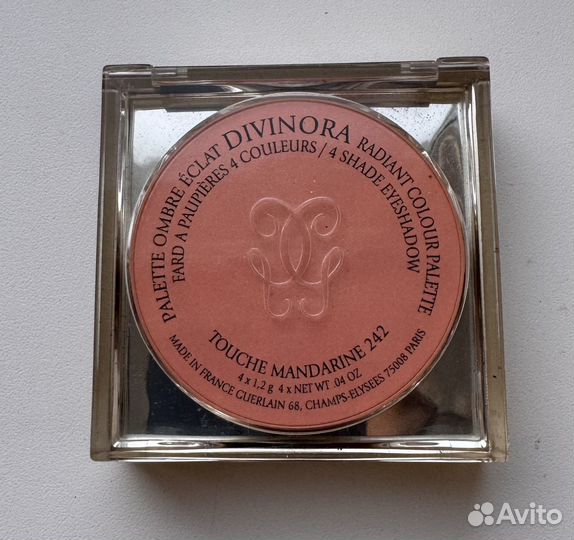 PALETTE OMBRE ÉCLAT DIVINORA RADIANT COLOUR PALETTE
FARD A PAUPIÈRES 4 COULEURS / 4 SHADE EYESHADOW
TOUCHE MANDARINE 242
4 x 1,2 g 4 x NET WT .04 OZ
MADE IN FRANCE GUERLAIN 68, CHAMPS-ELYSEES 75008 PARIS
Avito